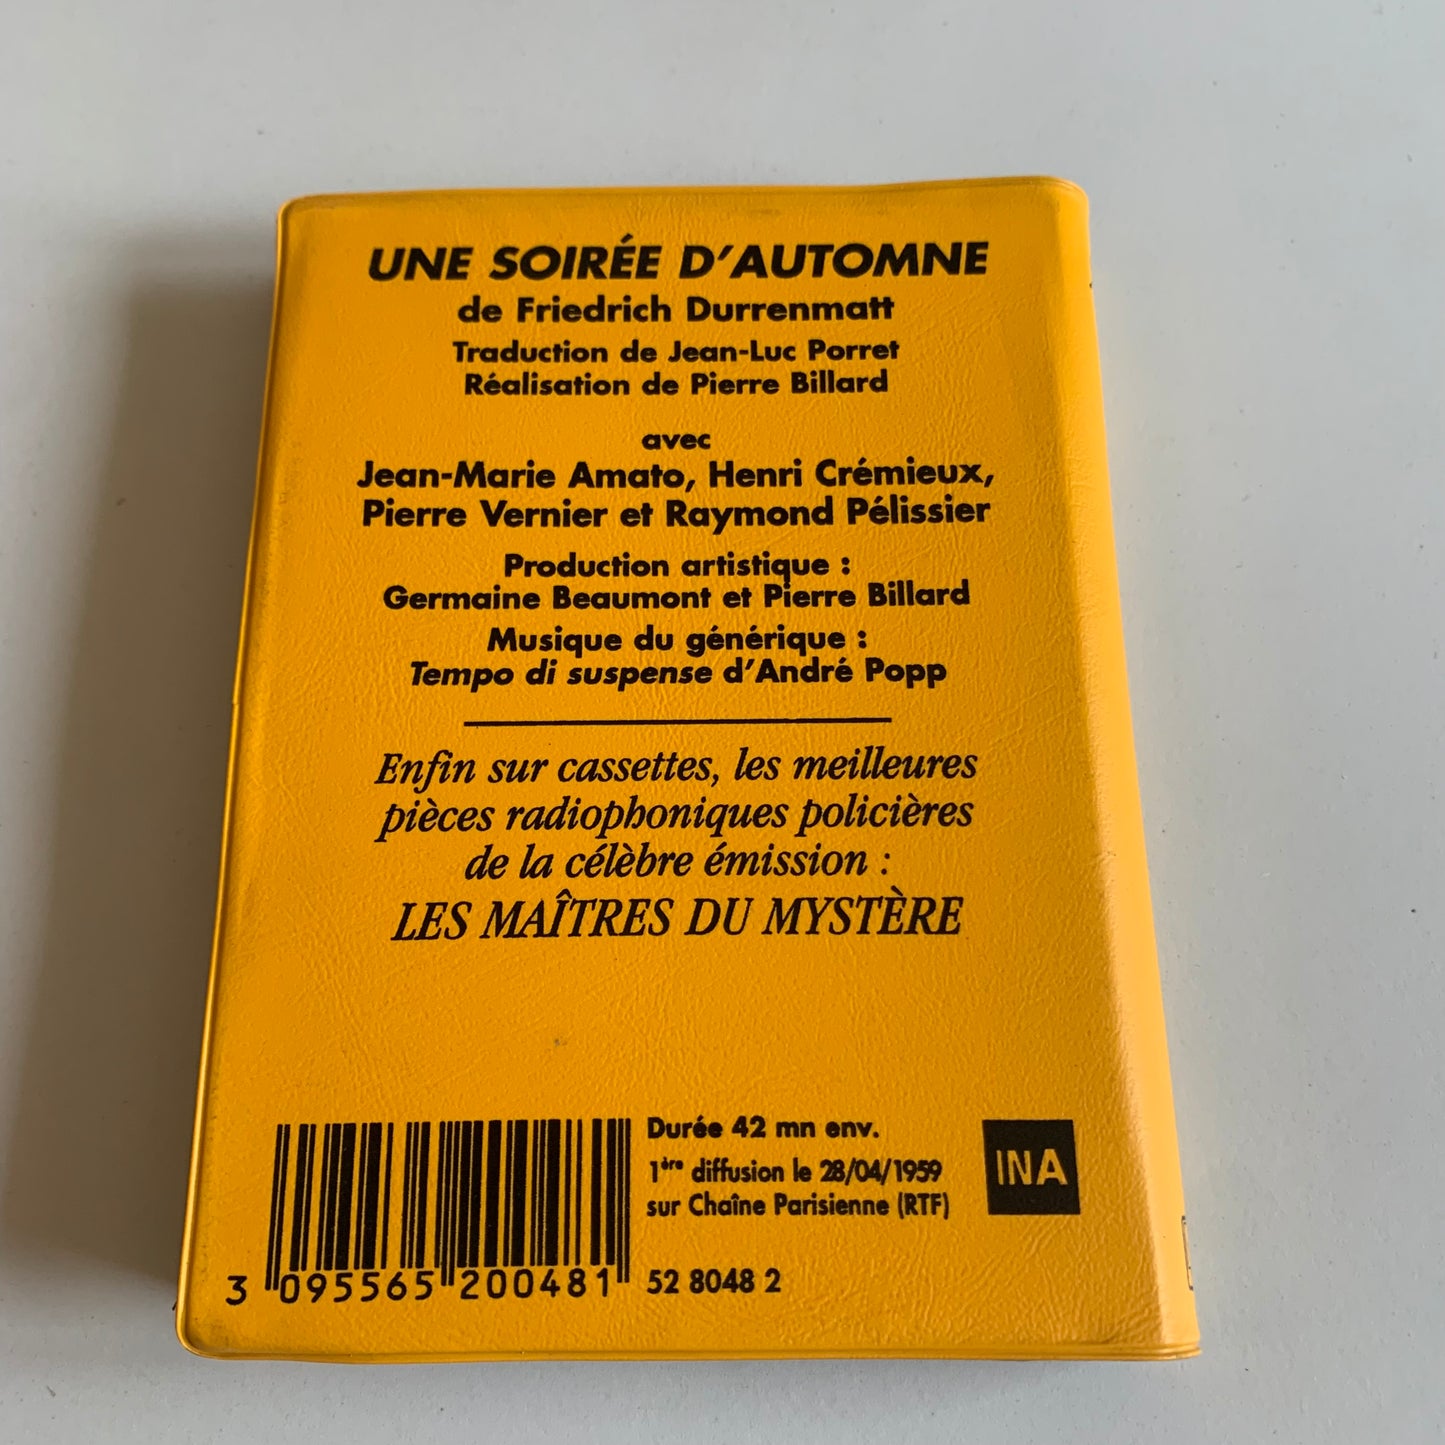 UNE SOIRÉE D'AUTOMNE
de Friedrich Durrenmatt
Traduction de Jean-Luc Porret
Réalisation de Pierre Billard
avec
Jean-Marie Amato, Henri Crémieux,
Pierre Vernier et Raymond Pélissier
Production artistique :
Germaine Beaumont et Pierre Billard
Musique du générique :
Tempo di suspense d'André Popp
Enfin sur cassettes, les meilleures
pièces radiophoniques policières
de la célèbre émission :
LES MAÎTRES DU MYSTÈRE
Durée 42 mn env.
1ère diffusion le 28/04/1959
sur Chaîne Parisienne (RTF)
INA
3 095565 200481
52 8048 2